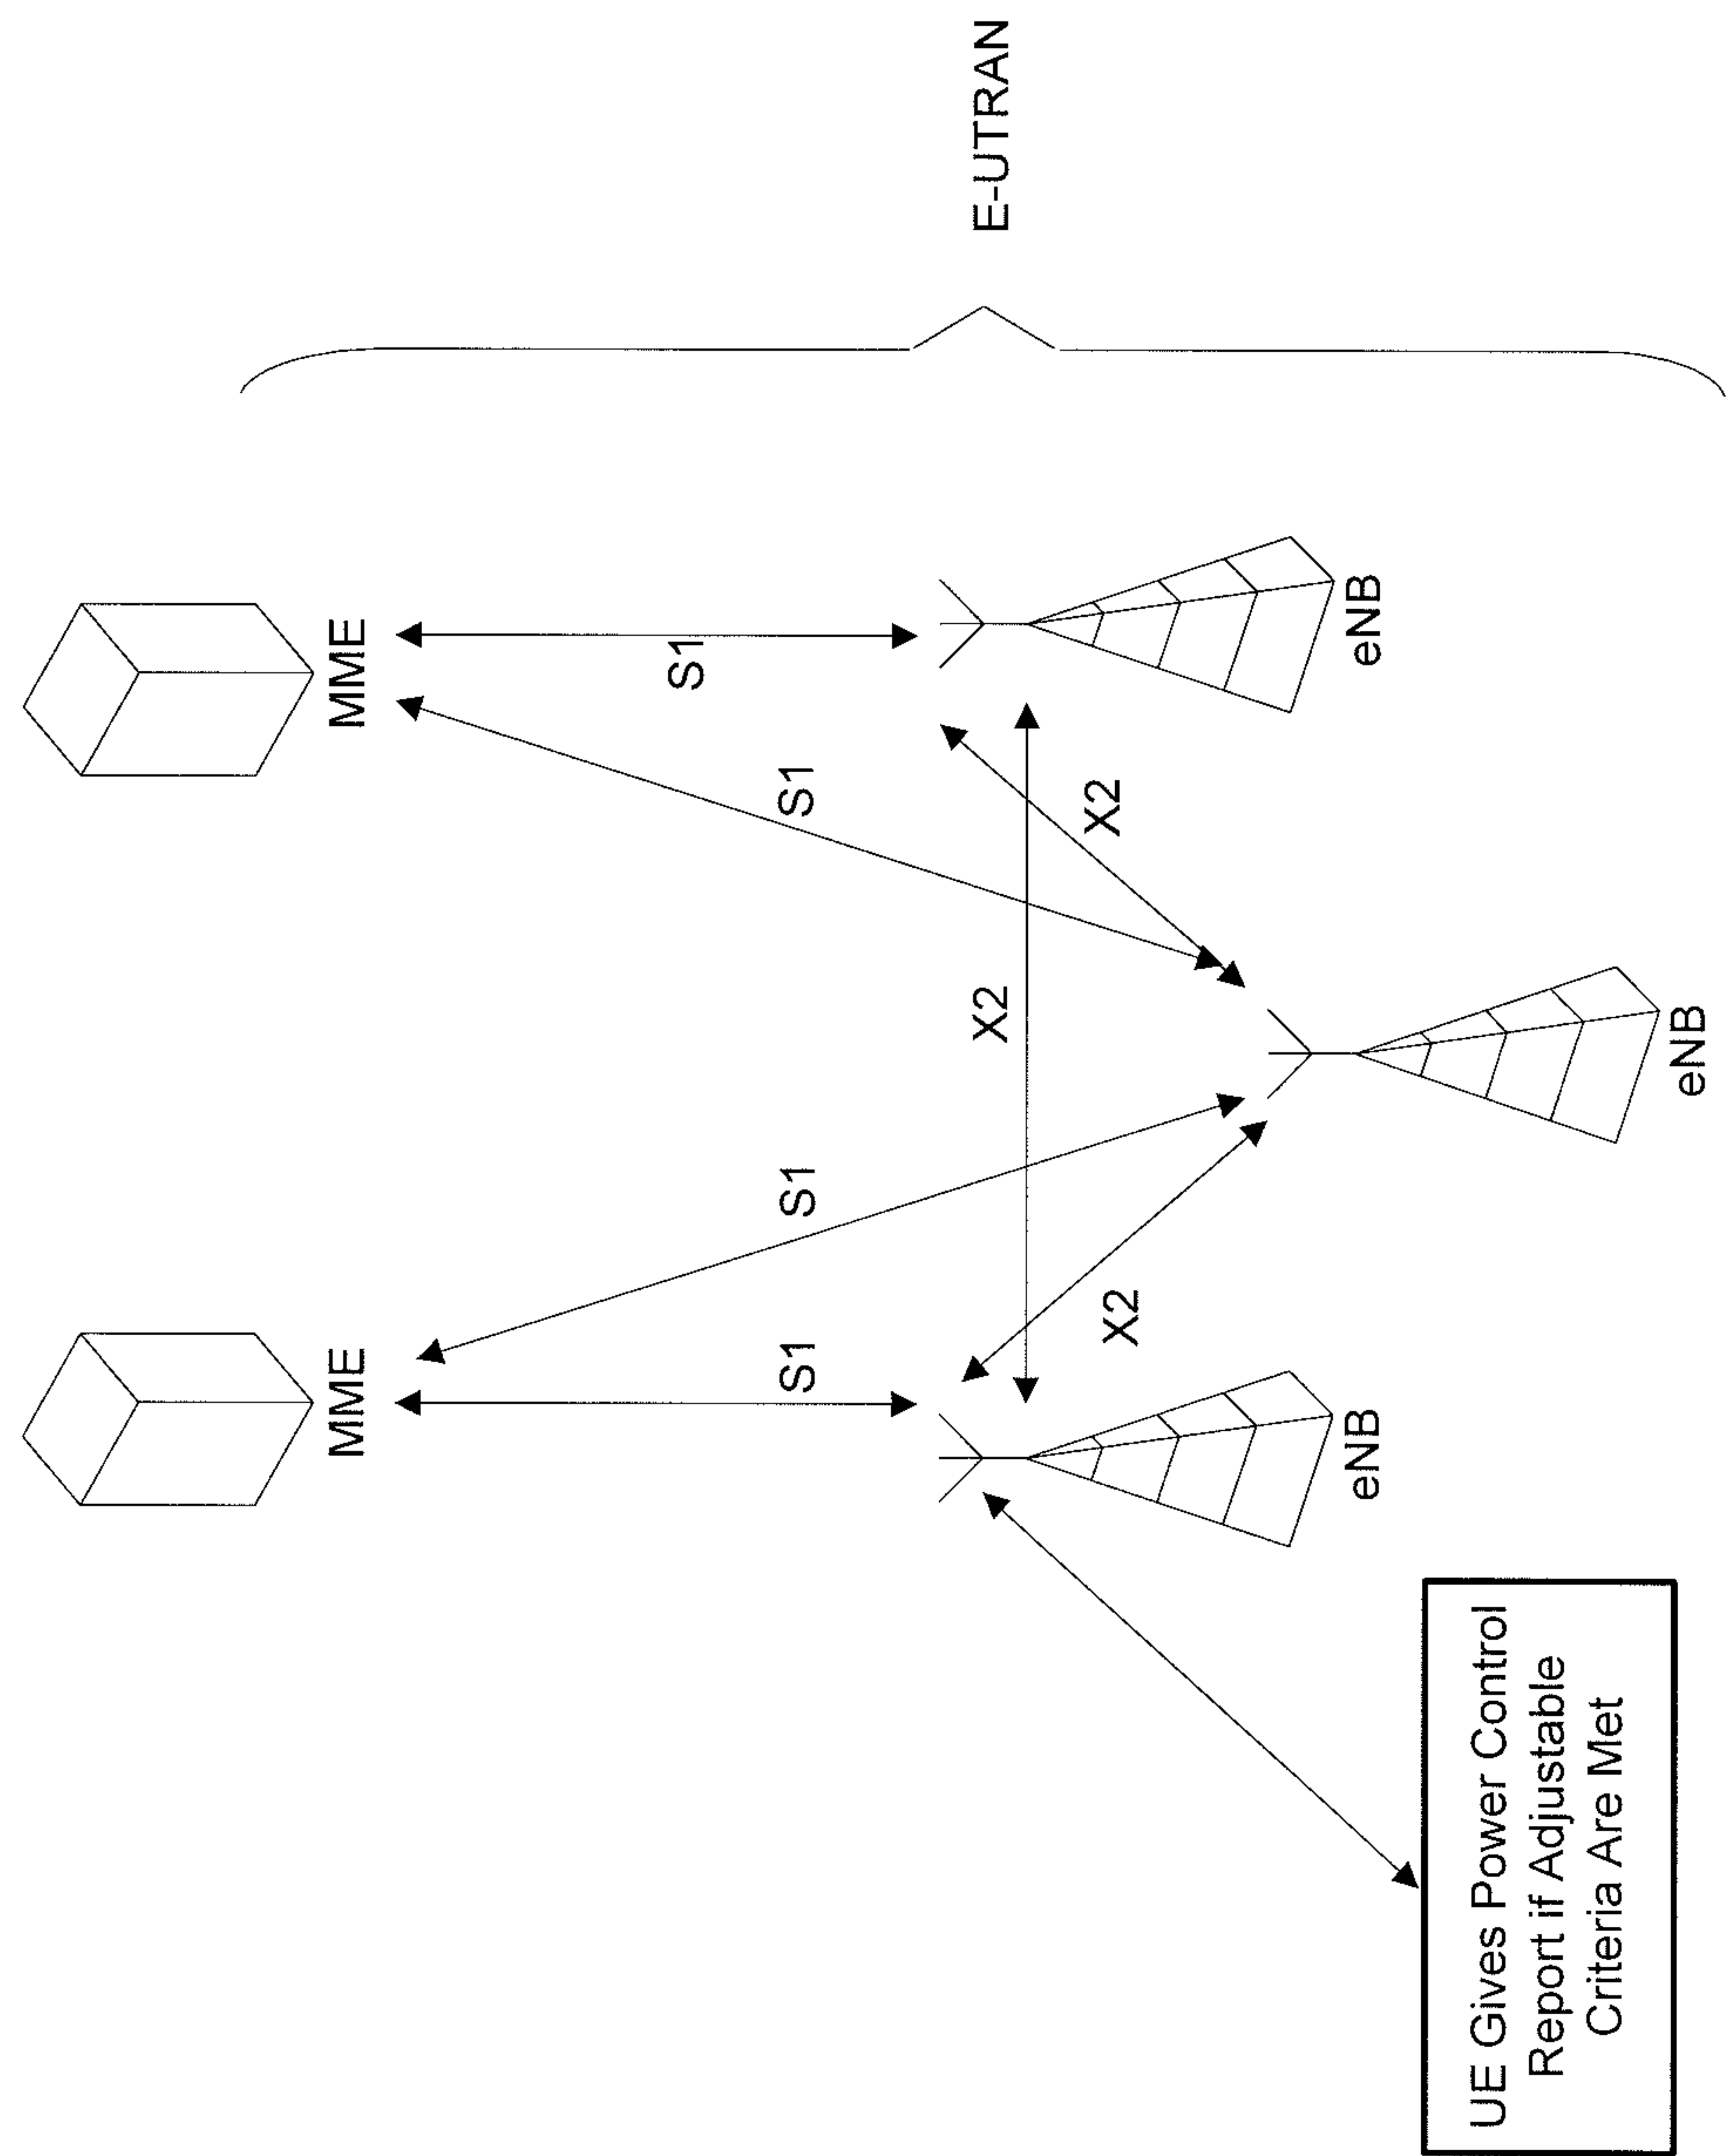 MME
MME
S1
S1
S1
S1
X2
E-UTRAN
X2
X2
eNB
eNB
eNB
UE Gives Power Control
Report if Adjustable
Criteria Are Met